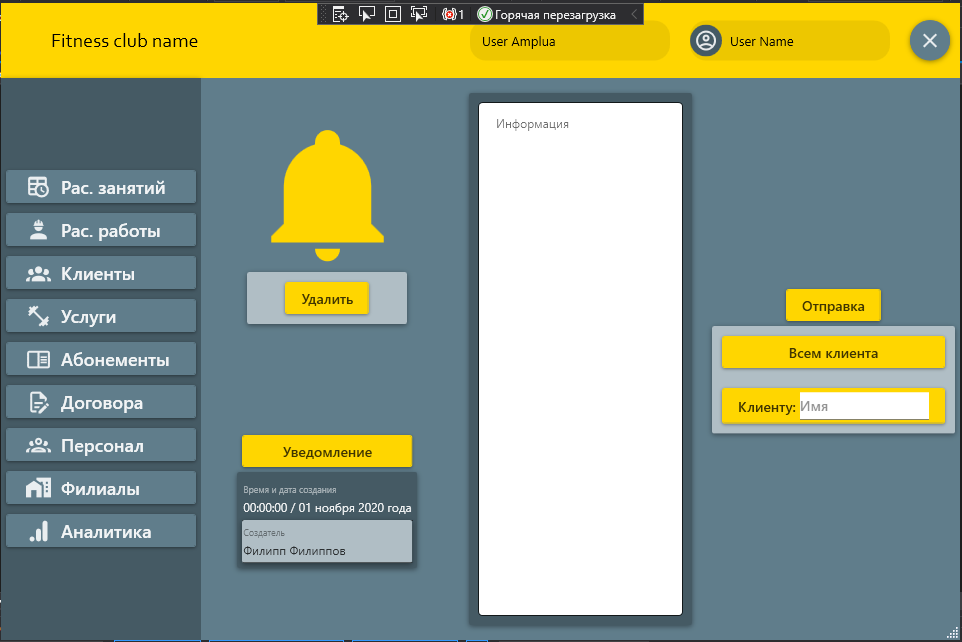 1
Горячая перезагрузка
Fitness club name
User Amplua
User Name
Рас. занятий
Рас. работы
Клиенты
Услуги
Абонементы
Договора
Персонал
Филиалы
Аналитика
Удалить
Уведомление
Время и дата создания
00:00:00 / 01 ноября 2020 года
Создатель
Филипп Филиппов
Информация
Отправка
Всем клиента
Клиенту: Имя